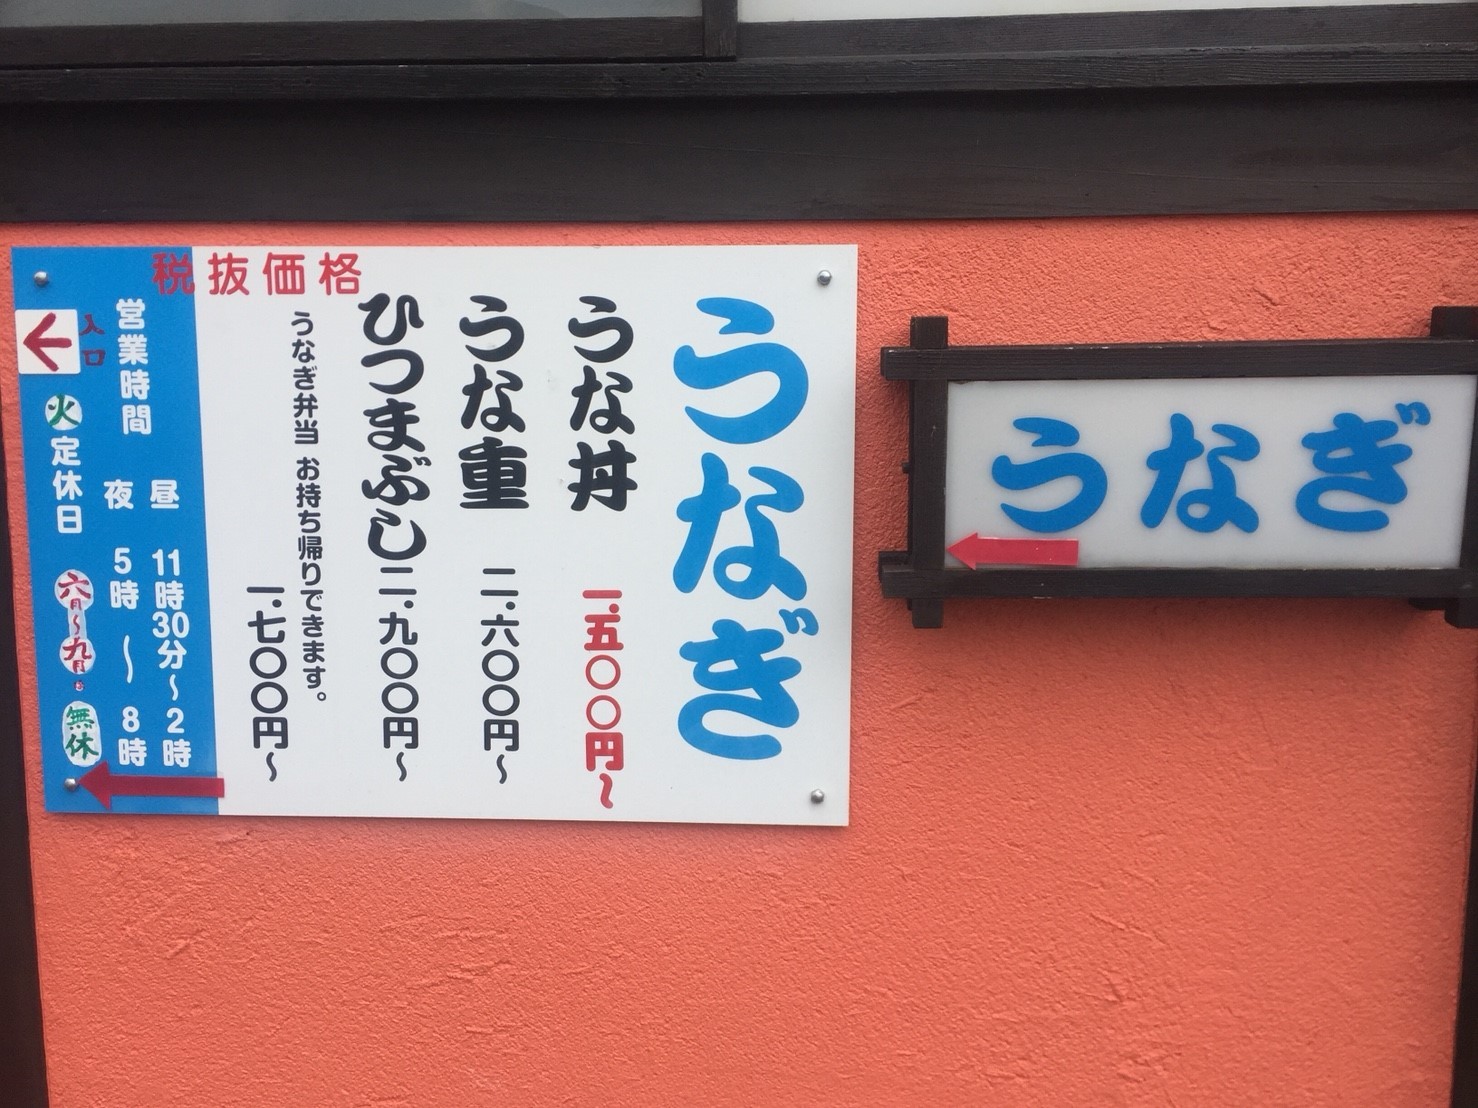 税抜価格
うなぎ
うな丼 一.五〇〇円〜
うな重 二.六〇〇円〜
ひつまぶし 二.九〇〇円〜
うなぎ弁当 お持ち帰りできます。
一.七〇〇円〜
営業時間
昼 11時30分〜2時
夜 5時 〜 8時
入口
火定休日
六月〜九月は
無休
うなぎ